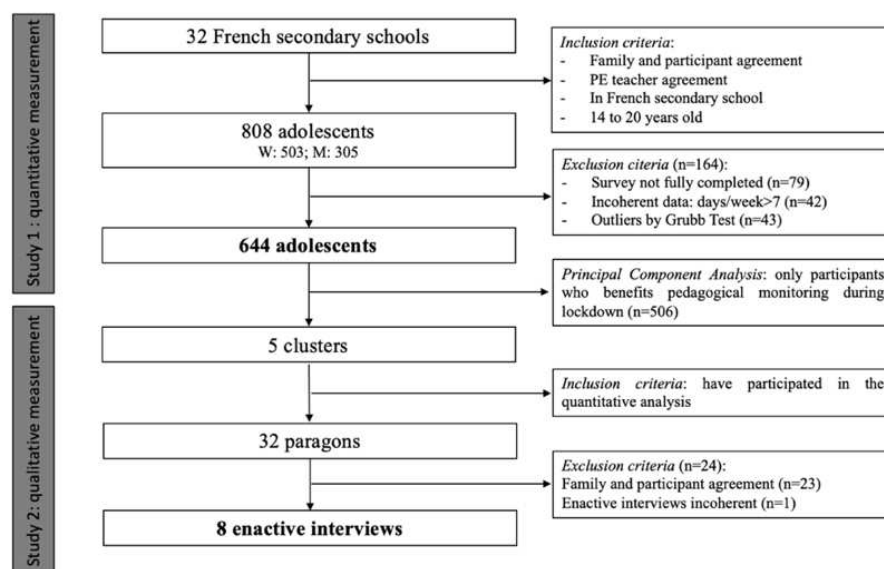 Study 1 : quantitative measurement
32 French secondary schools
Inclusion criteria:
- Family and participant agreement
- PE teacher agreement
- In French secondary school
- 14 to 20 years old
808 adolescents
W: 503; M: 305
Exclusion citeria (n=164):
- Survey not fully completed (n=79)
- Incoherent data: days/week>7 (n=42)
- Outliers by Grubb Test (n=43)
644 adolescents
Principal Component Analysis: only participants
who benefits pedagogical monitoring during
lockdown (n=506)
Study 2: qualitative measurement
5 clusters
Inclusion criteria: have participated in the
quantitative analysis
32 paragons
Exclusion criteria (n=24):
Family and participant agreement (n=23)
Enactive interviews incoherent (n=1)
8 enactive interviews